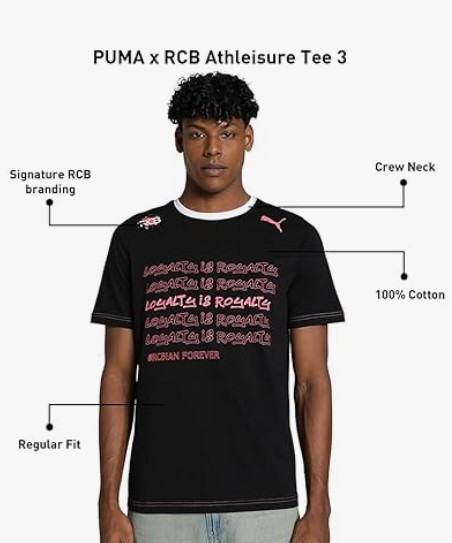 PUMA x RCB Athleisure Tee 3
Signature RCB
branding
Crew Neck
RCB
LOYALTY iS ROYALTY
LOYALTY iS ROYALTY
LOYALTY iS ROYALTY
LOYALTY iS ROYALTY
LOYALTY iS ROYALTY
#RCBIAN FOREVER
100% Cotton
Regular Fit